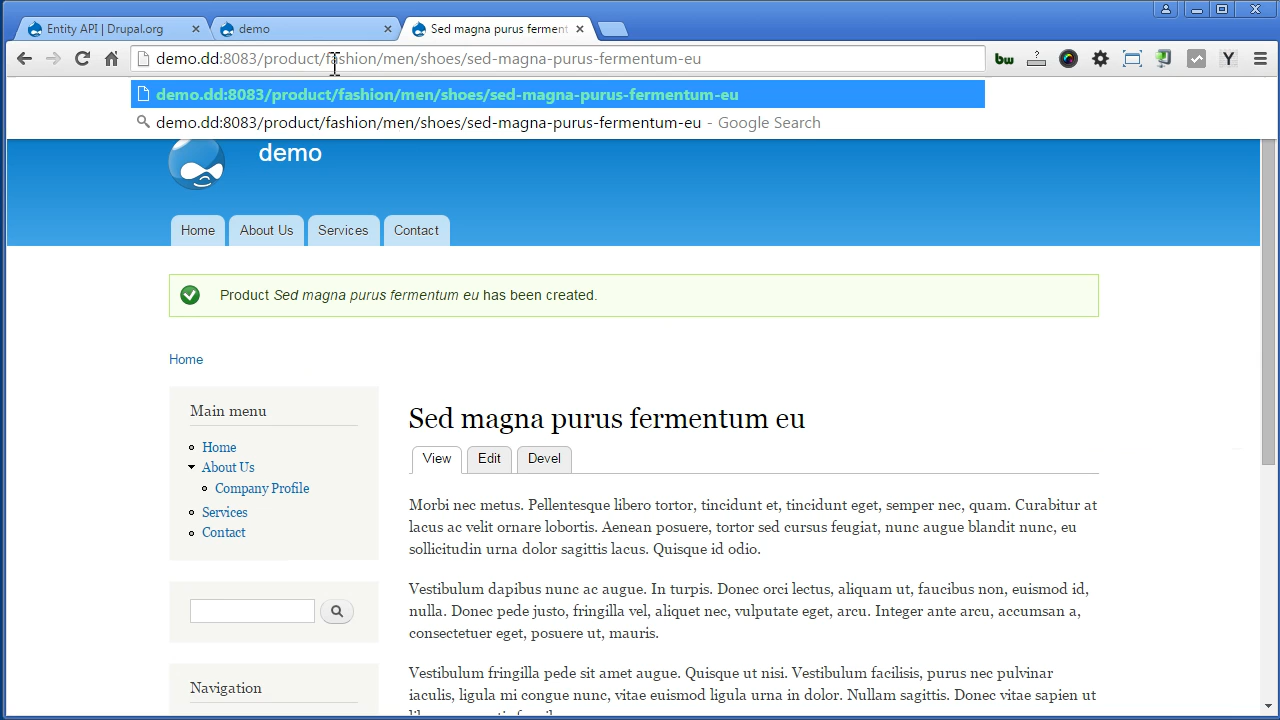 Entity API | Drupal.org
demo
Sed magna purus ferment
demo.dd:8083/product/fashion/men/shoes/sed-magna-purus-fermentum-eu
bw
Y
demo.dd:8083/product/fashion/men/shoes/sed-magna-purus-fermentum-eu
demo.dd:8083/product/fashion/men/shoes/sed-magna-purus-fermentum-eu - Google Search
demo
Home About Us Services Contact
Product Sed magna purus fermentum eu has been created.
Home
Main menu
Home
About Us
Company Profile
Services
Contact
Sed magna purus fermentum eu
View Edit Devel
Morbi nec metus. Pellentesque libero tortor, tincidunt et, tincidunt eget, semper nec, quam. Curabitur at
lacus ac velit ornare lobortis. Aenean posuere, tortor sed cursus feugiat, nunc augue blandit nunc, eu
sollicitudin urna dolor sagittis lacus. Quisque id odio.
Vestibulum dapibus nunc ac augue. In turpis. Donec orci lectus, aliquam ut, faucibus non, euismod id,
nulla. Donec pede justo, fringilla vel, aliquet nec, vulputate eget, arcu. Integer ante arcu, accumsan a,
consectetuer eget, posuere ut, mauris.
Vestibulum fringilla pede sit amet augue. Quisque ut nisi. Vestibulum facilisis, purus nec pulvinar
iaculis, ligula mi congue nunc, vitae euismod ligula urna in dolor. Nullam sagittis. Donec vitae sapien ut
Navigation